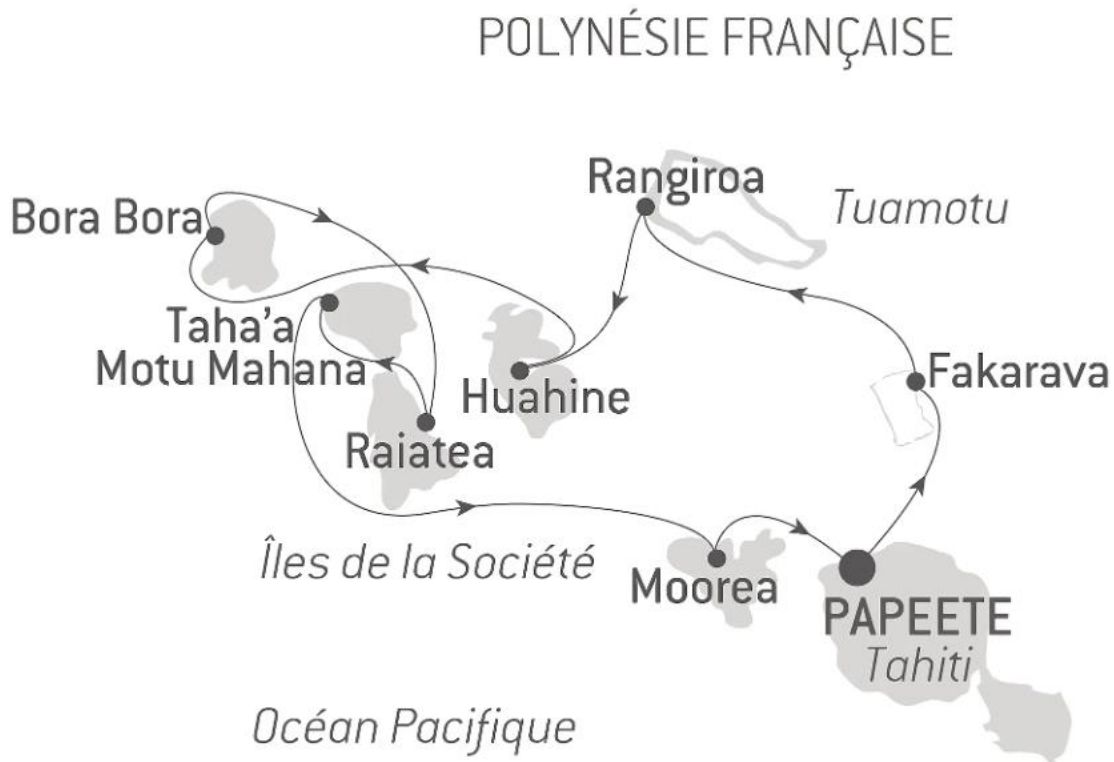 POLYNÉSIE FRANÇAISE
Rangiroa
Tuamotu
Bora Bora
Taha’a
Motu Mahana
Huahine
Fakarava
Raiatea
Îles de la Société
Moorea
PAPEETE
Tahiti
Océan Pacifique